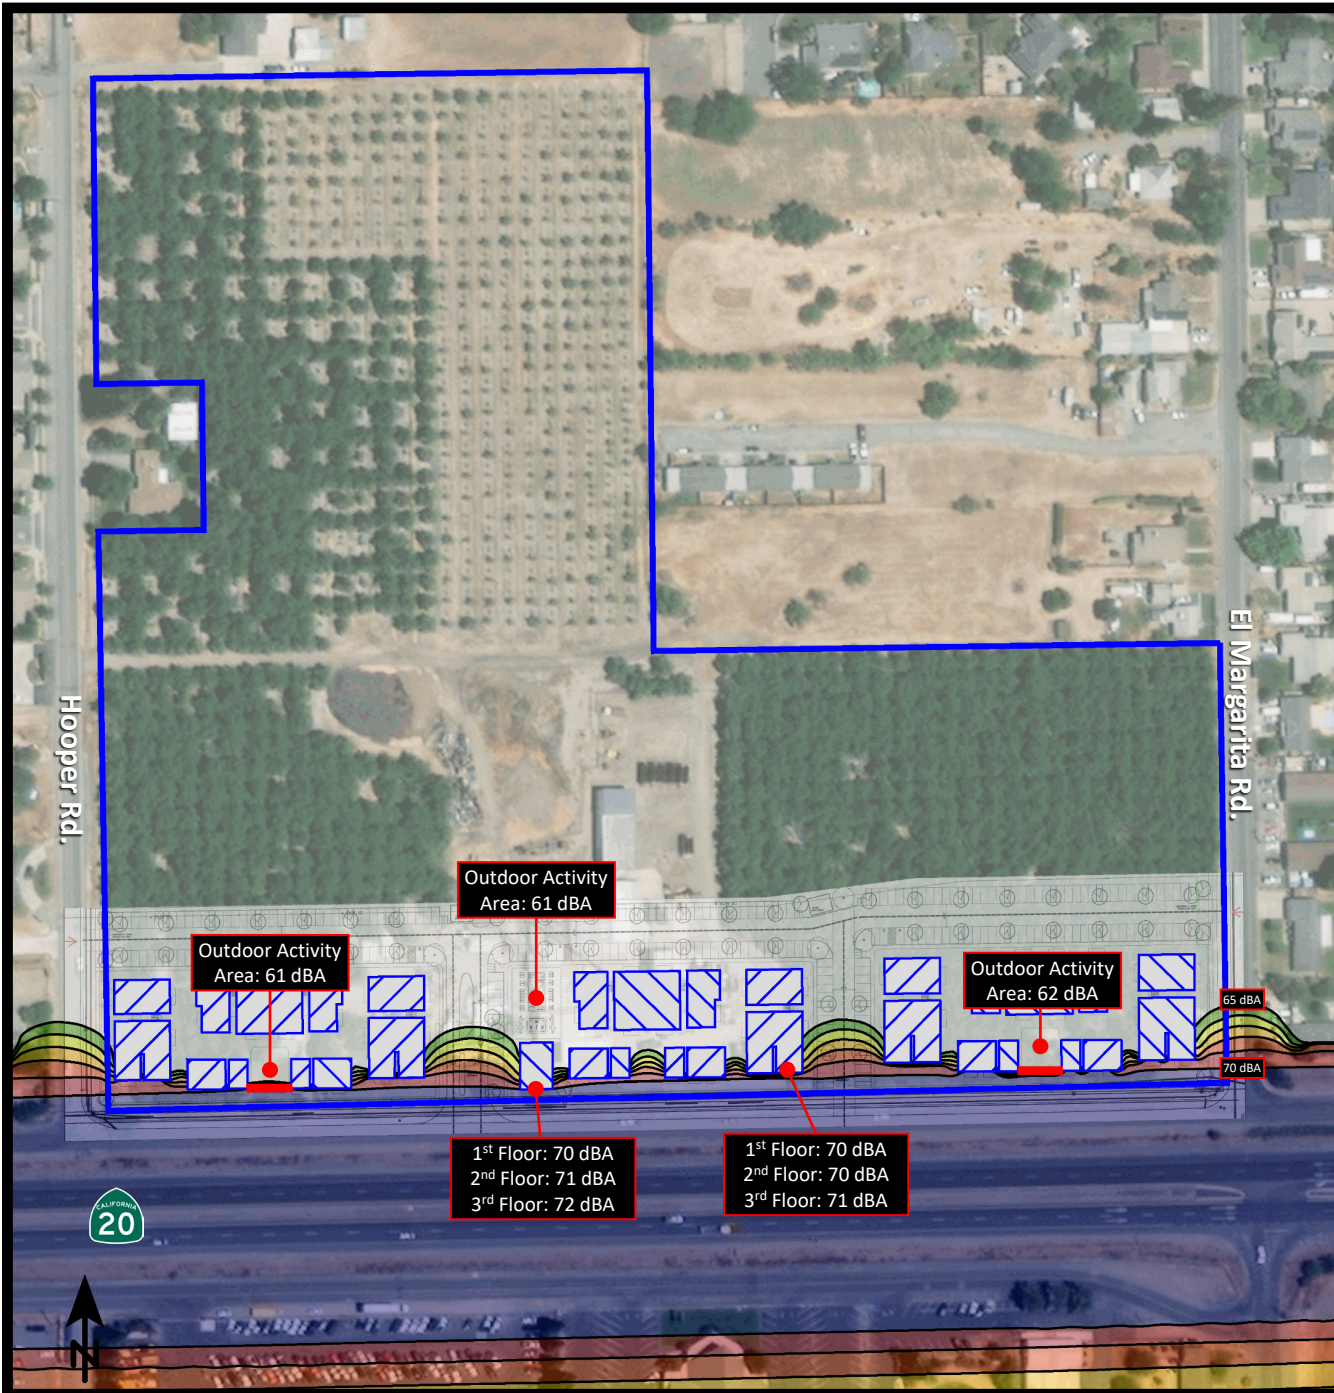 Hooper Rd.
El Margarita Rd.
Outdoor Activity
Area: 61 dBA
Outdoor Activity
Area: 61 dBA
Outdoor Activity
Area: 62 dBA
65 dBA
70 dBA
1st Floor: 70 dBA
2nd Floor: 71 dBA
3rd Floor: 72 dBA
1st Floor: 70 dBA
2nd Floor: 70 dBA
3rd Floor: 71 dBA
CALIFORNIA
20
N